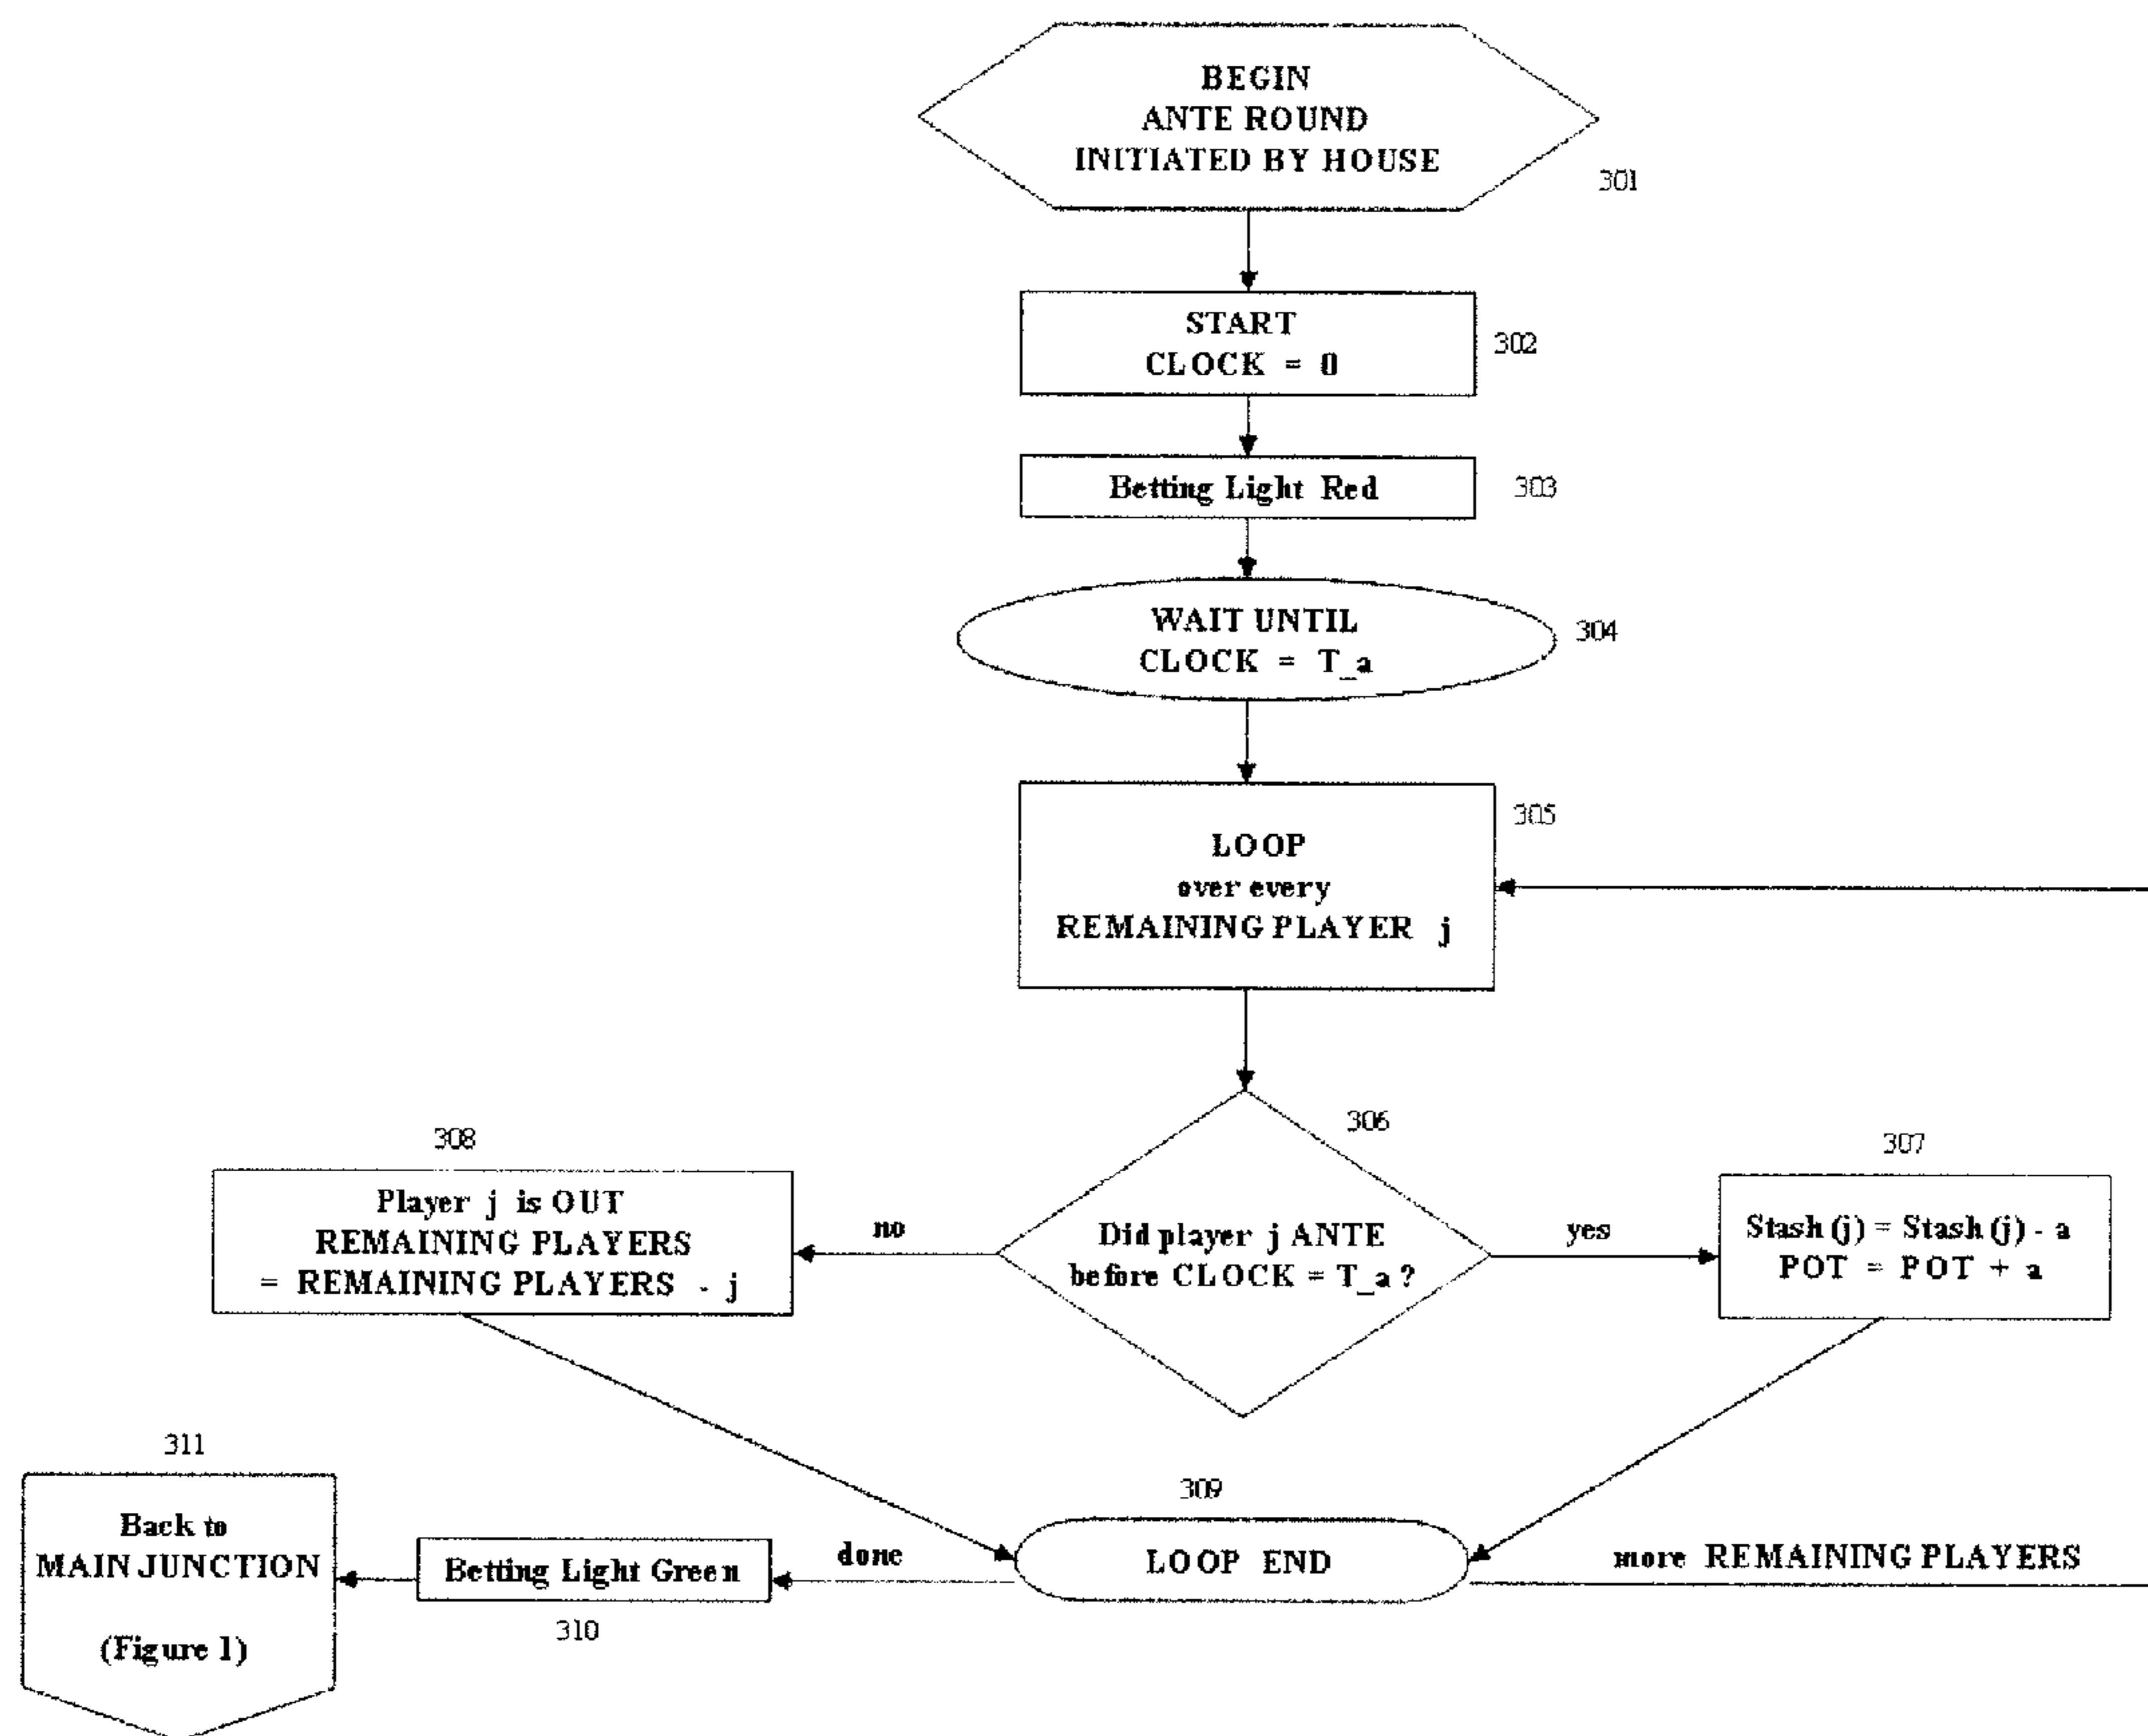 BEGIN
ANTE ROUND
INITIATED BY HOUSE
301
START
CLOCK = 0
302
Betting Light Red
303
WAIT UNTIL
CLOCK = T_a
304
305
LOOP
over every
REMAINING PLAYER j
306
Did player j ANTE
before CLOCK = T_a ?
no
yes
308
Player j is OUT
REMAINING PLAYERS
= REMAINING PLAYERS - j
307
Stash (j) = Stash (j) - a
POT = POT + a
309
LOOP END
more REMAINING PLAYERS
done
Betting Light Green
310
311
Back to
MAIN JUNCTION
(Figure 1)